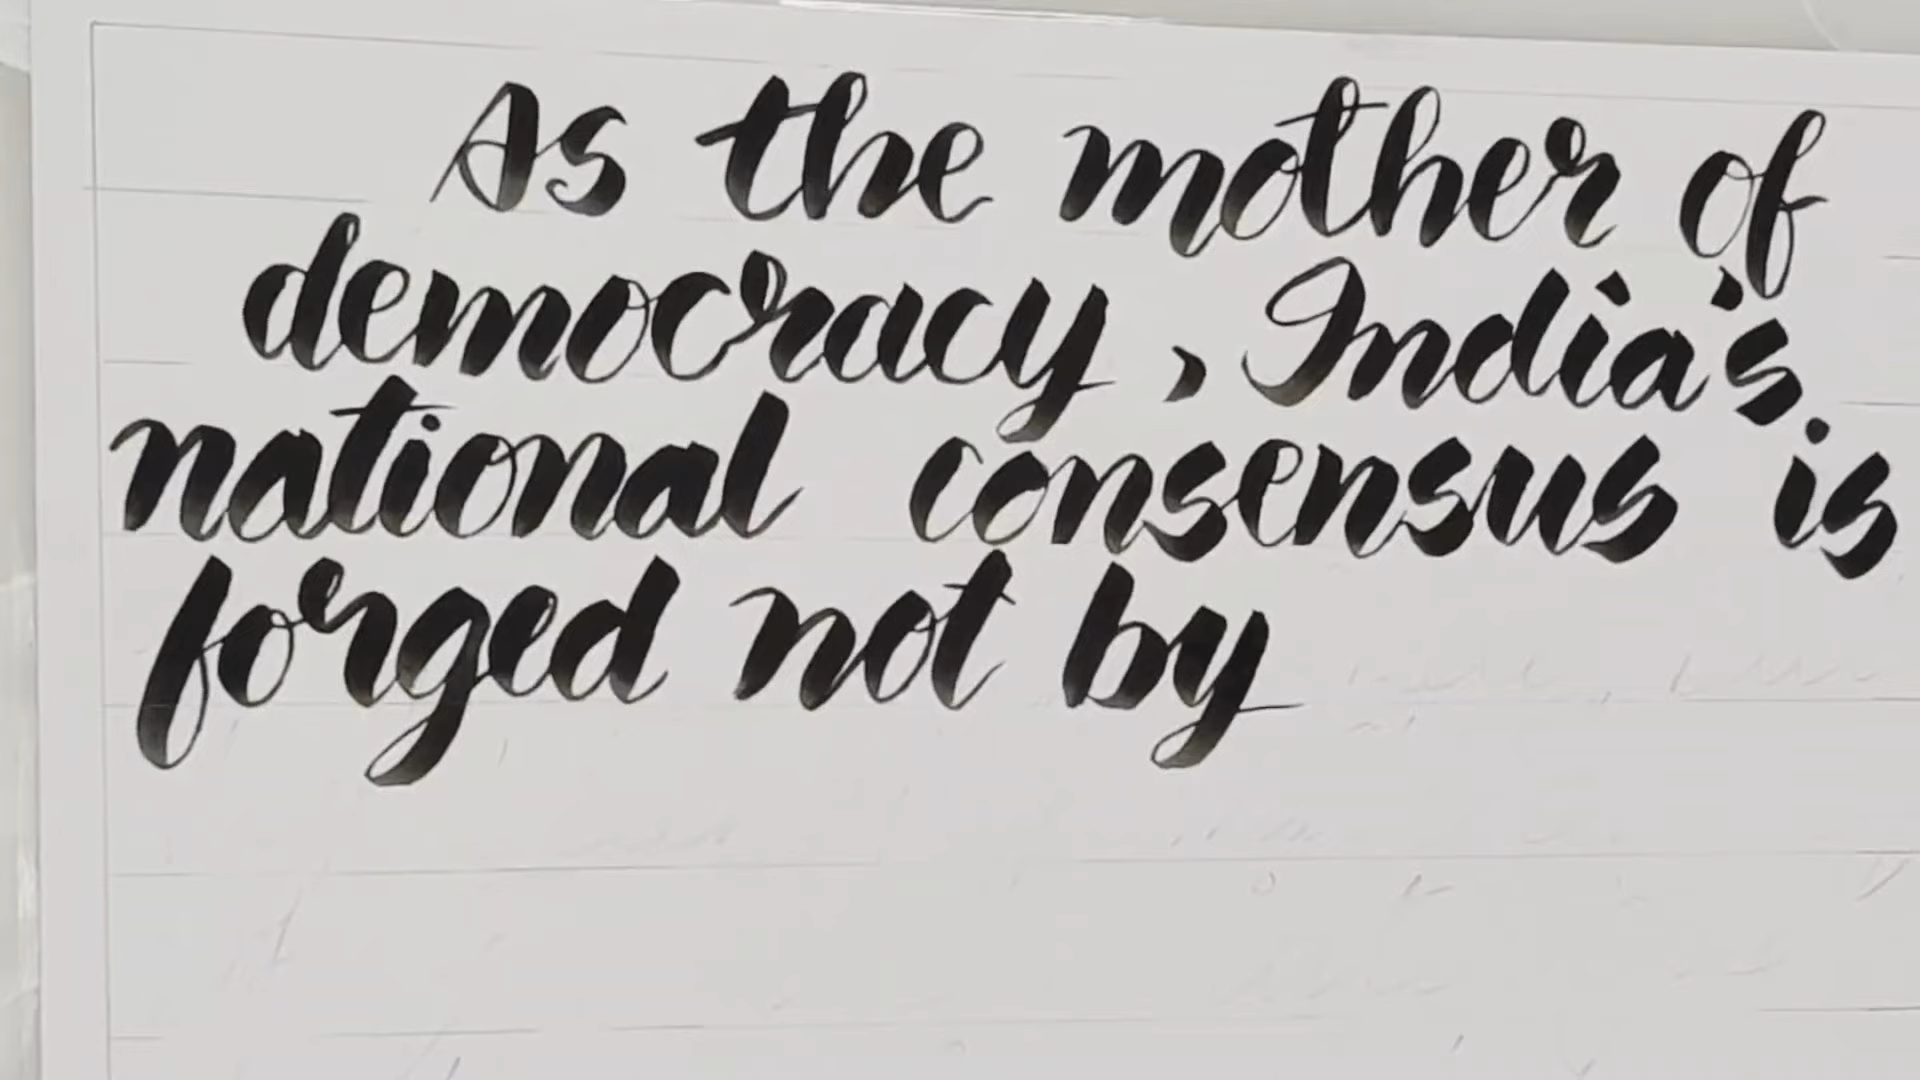 As the mother of
democracy, India's
national consensus is
forged not by